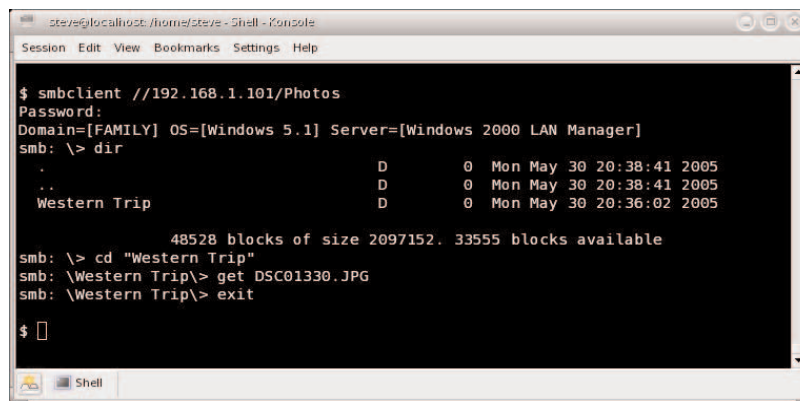 steve@localhost: /home/steve - Shell - Konsole
Session Edit View Bookmarks Settings Help
$ smbclient //192.168.1.101/Photos
Password:
Domain=[FAMILY] OS=[Windows 5.1] Server=[Windows 2000 LAN Manager]
smb: \> dir
. D 0 Mon May 30 20:38:41 2005
.. D 0 Mon May 30 20:38:41 2005
Western Trip D 0 Mon May 30 20:36:02 2005
48528 blocks of size 2097152. 33555 blocks available
smb: \> cd "Western Trip"
smb: \Western Trip\> get DSC01330.JPG
smb: \Western Trip\> exit
$
Shell